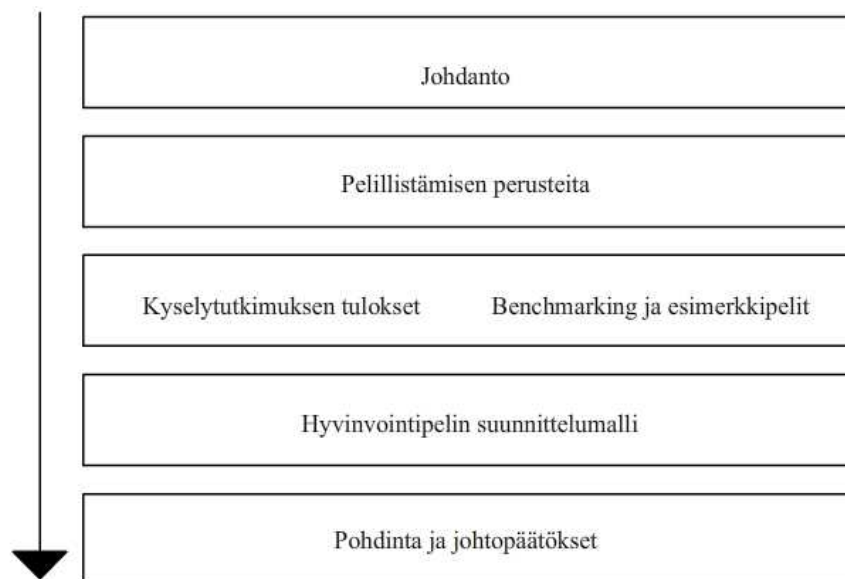 Johdanto
Pelillistämisen perusteita
Kyselytutkimuksen tulokset Benchmarking ja esimerkkipelit
Hyvinvointipelin suunnittelumalli
Pohdinta ja johtopäätökset